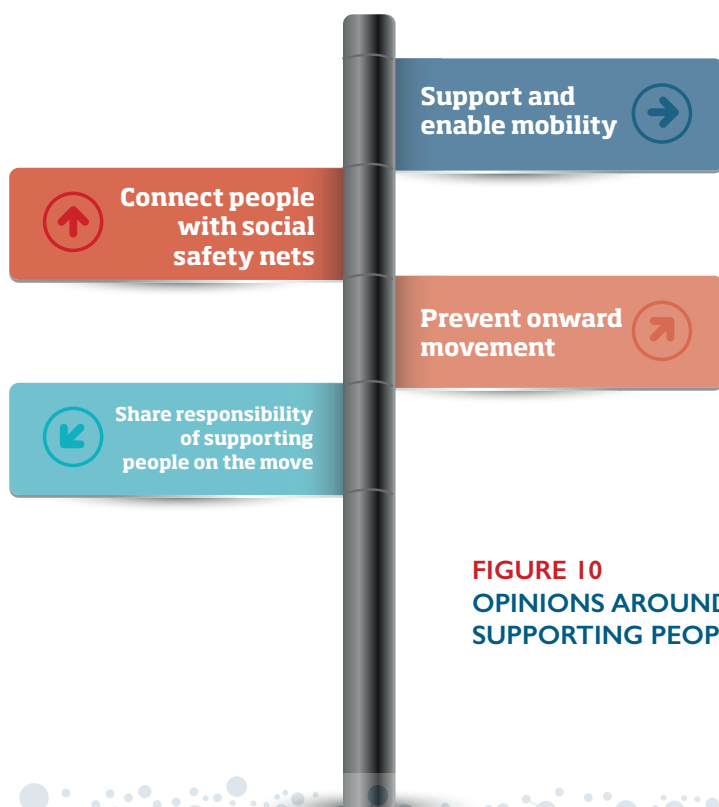 Support and
enable mobility
Connect people
with social
safety nets
Prevent onward
movement
Share responsibility
of supporting
people on the move
FIGURE 10
OPINIONS AROUND
SUPPORTING